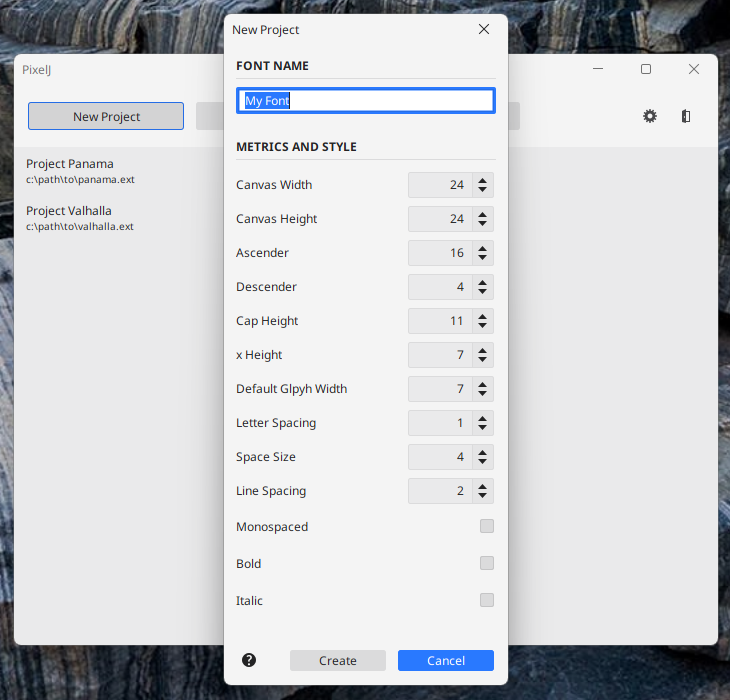 New Project
PixelJ
FONT NAME
New Project
My Font
Project Panama
c:\path\to\panama.ext
Project Valhalla
c:\path\to\valhalla.ext
METRICS AND STYLE
Canvas Width 24
Canvas Height 24
Ascender 16
Descender 4
Cap Height 11
x Height 7
Default Glpyh Width 7
Letter Spacing 1
Space Size 4
Line Spacing 2
Monospaced
Bold
Italic
? Create Cancel